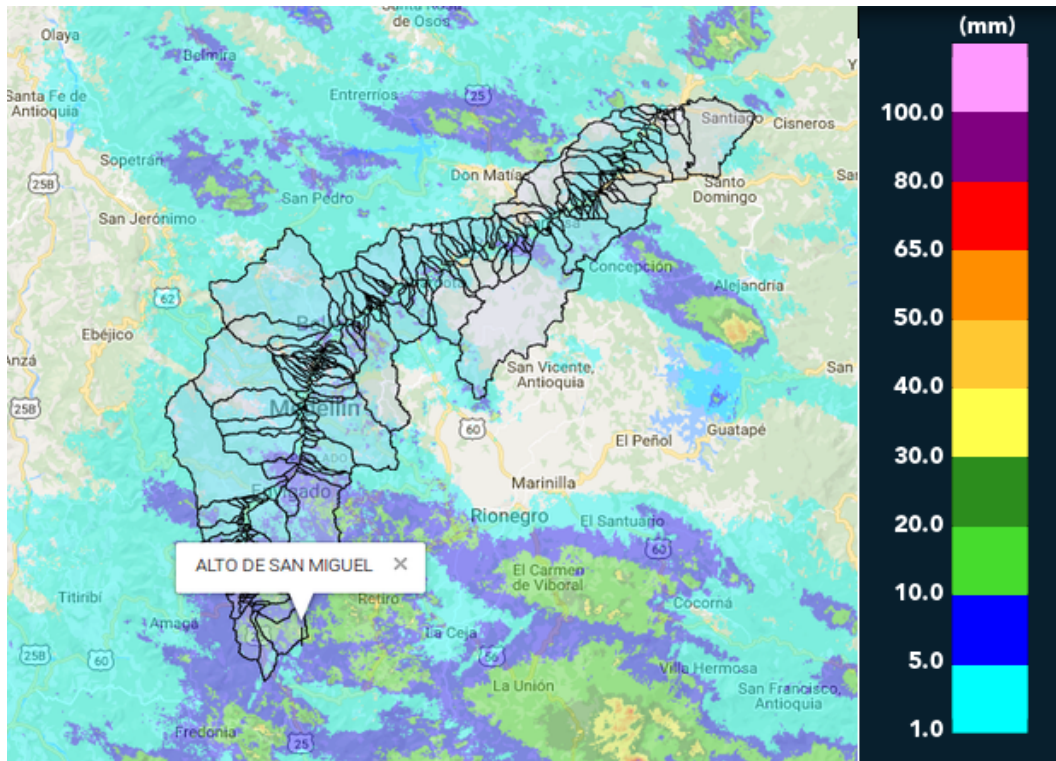 Santa Rosa
de Osos
Olaya
Belmira
Santa Fe de
Antioquia
Entrerríos
25
Santiago
Cisneros
Sopetrán
25B
San Pedro
Don Matías
Santo
Domingo
San Jerónimo
Concepción
Alejandría
62
Ebéjico
San Vicente,
Antioquia
San
25B
Medellín
60
El Peñol
Guatapé
Marinilla
Envigado
Rionegro
El Santuario
60
ALTO DE SAN MIGUEL ×
El Carmen
de Viboral
Titiribí
Retiro
Cocorná
Amagá
La Ceja
25B
60
56
Villa Hermosa
La Unión
San Francisco,
Antioquia
Fredonia
25
(mm)
100.0
80.0
65.0
50.0
40.0
30.0
20.0
10.0
5.0
1.0